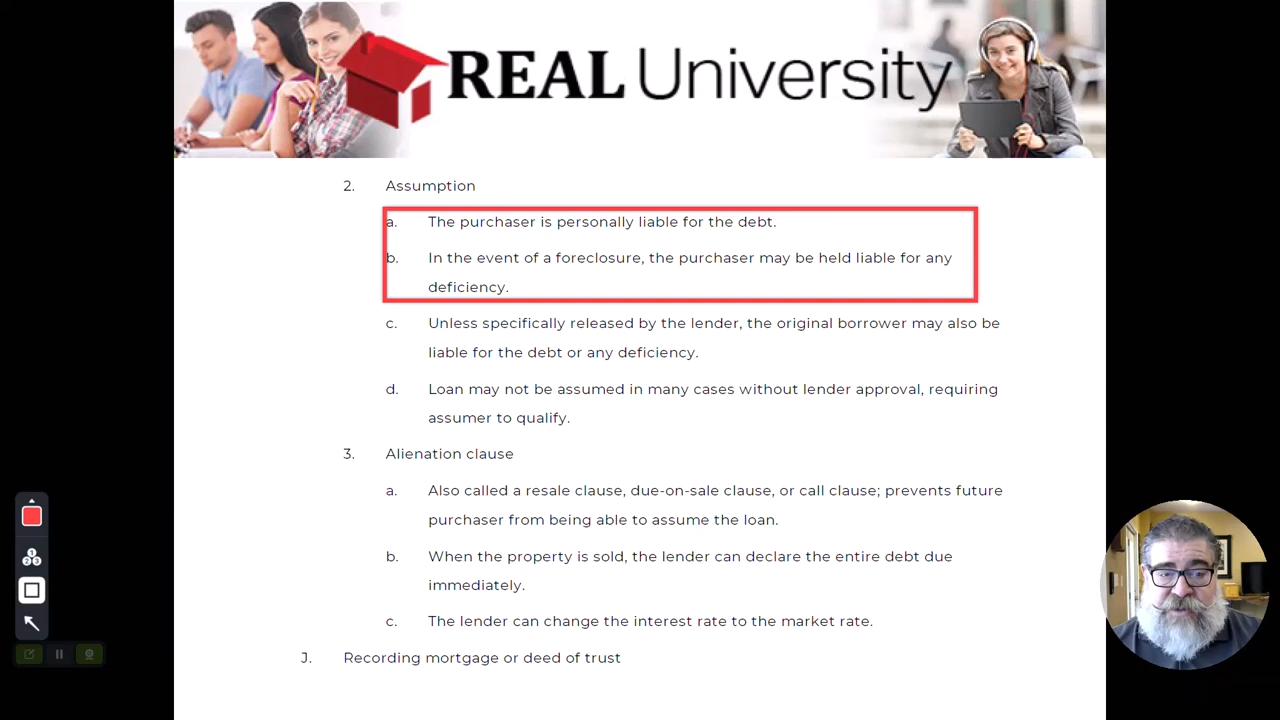 REAL University
2. Assumption
a. The purchaser is personally liable for the debt.
b. In the event of a foreclosure, the purchaser may be held liable for any
deficiency.
c. Unless specifically released by the lender, the original borrower may also be
liable for the debt or any deficiency.
d. Loan may not be assumed in many cases without lender approval, requiring
assumer to qualify.
3. Alienation clause
a. Also called a resale clause, due-on-sale clause, or call clause; prevents future
purchaser from being able to assume the loan.
b. When the property is sold, the lender can declare the entire debt due
immediately.
c. The lender can change the interest rate to the market rate.
J. Recording mortgage or deed of trust